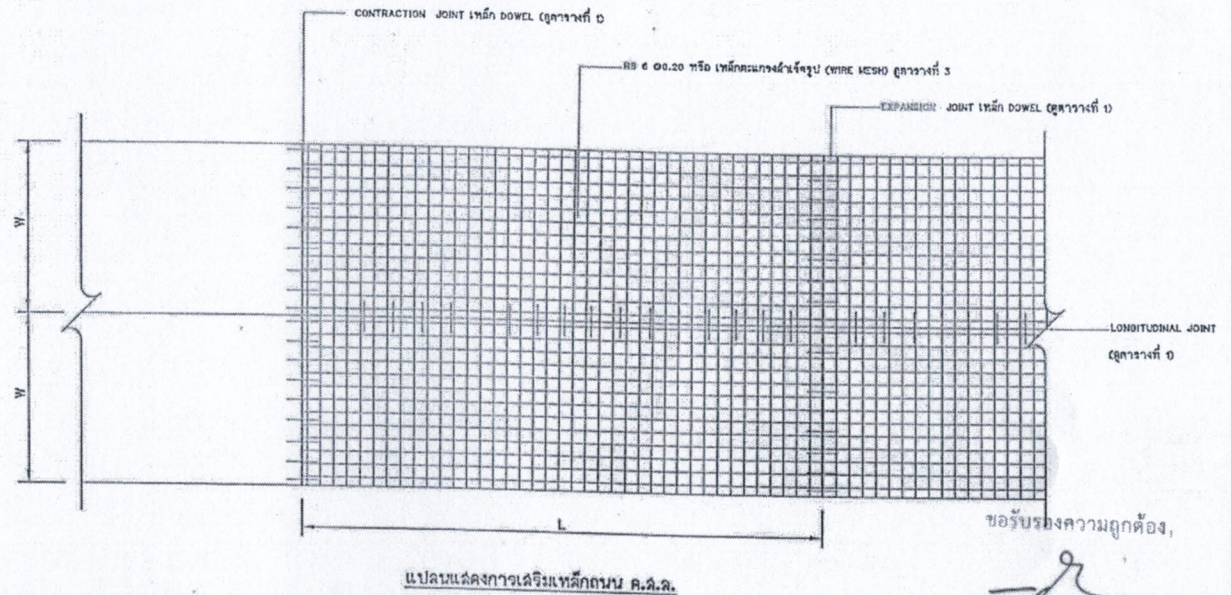 CONTRACTION JOINT เหล็ก DOWEL (ดูตารางที่ 1)
RB 6 @0.20 หรือ เหล็กตะแกรงสำเร็จรูป (WIRE MESH) ดูตารางที่ 3
EXPANSION JOINT เหล็ก DOWEL (ดูตารางที่ 1)
W
LONGITUDINAL JOINT
(ดูตารางที่ 1)
W
L
ขอรับรองความถูกต้อง,
แปลนแสดงการเสริมเหล็กถนน ค.ส.ล.